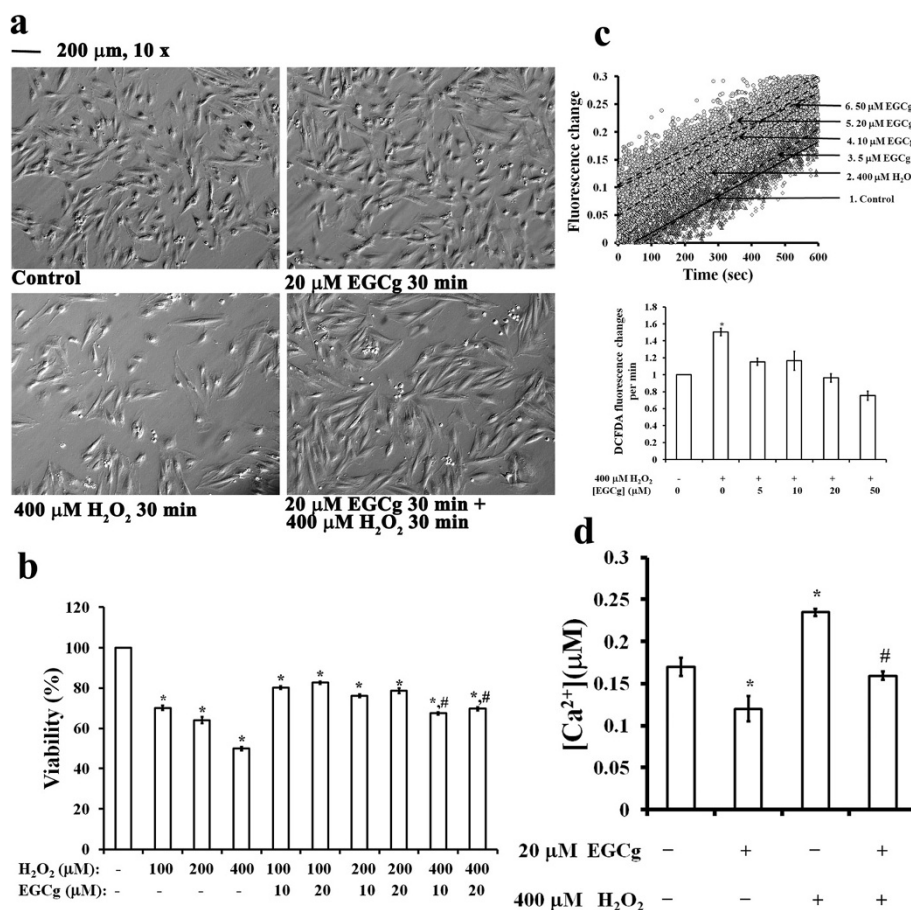 a
200 μm, 10 x
Control
20 μM EGCg 30 min
400 μM H₂O₂ 30 min
20 μM EGCg 30 min +
400 μM H₂O₂ 30 min
b
Viability (%)
120
100
80
60
40
20
0
* * * * * * * *,# *,#
H₂O₂ (μM): - 100 200 400 100 100 200 200 400 400
EGCg (μM): - - - - 10 20 10 20 10 20
c
Fluorescence change
0.3
0.25
0.2
0.15
0.1
0.05
0
0 100 200 300 400 500 600
Time (sec)
6. 50 μM EGCg
5. 20 μM EGCg
4. 10 μM EGCg
3. 5 μM EGCg
2. 400 μM H₂O
1. Control
DCFDA fluorescence changes
per min
1.8
1.6
1.4
1.2
1
0.8
0.6
0.4
0.2
0
*
400 μM H₂O₂ - + + + + +
[EGCg] (μM) 0 0 5 10 20 50
d
[Ca²⁺](μM)
0.3
0.25
0.2
0.15
0.1
0.05
0
* * #
20 μM EGCg − + − +
400 μM H₂O₂ − − + +